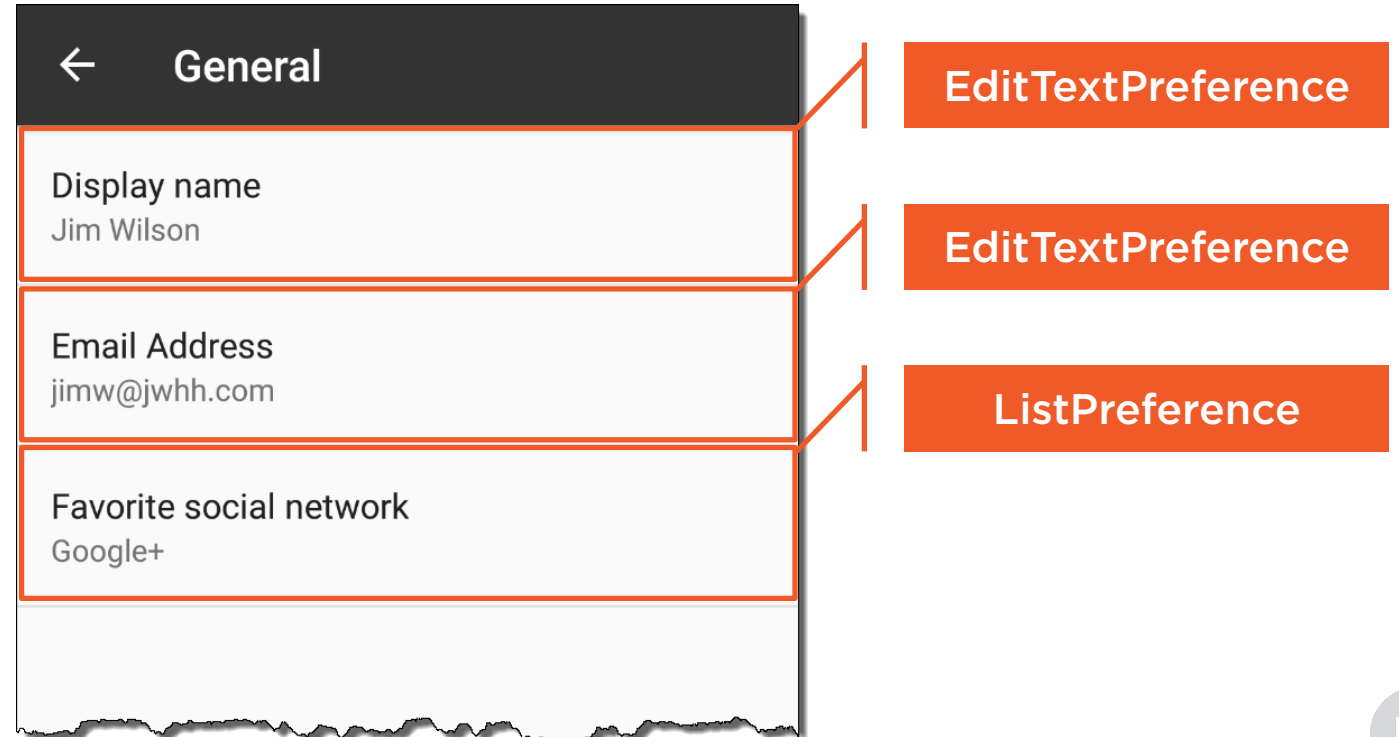 General
EditTextPreference
Display name
Jim Wilson
EditTextPreference
Email Address
jimw@jwhh.com
ListPreference
Favorite social network
Google+